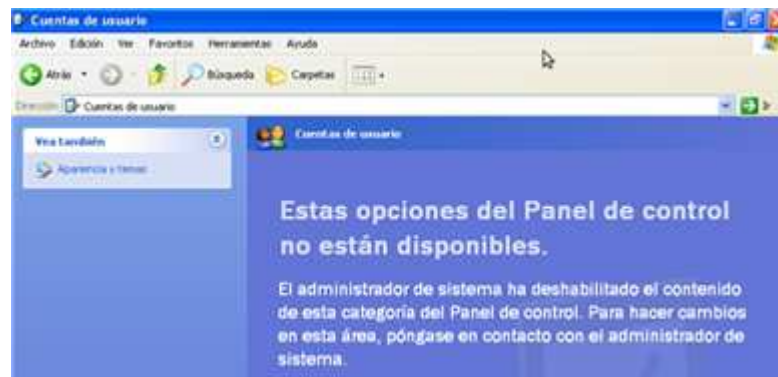 Cuentas de usuario
Archivo Edición Ver Favoritos Herramientas Ayuda
Atrás Búsqueda Carpetas
Dirección Cuentas de usuario
Vea también
Cuentas de usuario
Apariencia y temas
Estas opciones del Panel de control
no están disponibles.
El administrador de sistema ha deshabilitado el contenido
de esta categoría del Panel de control. Para hacer cambios
en esta área, póngase en contacto con el administrador de
sistema.